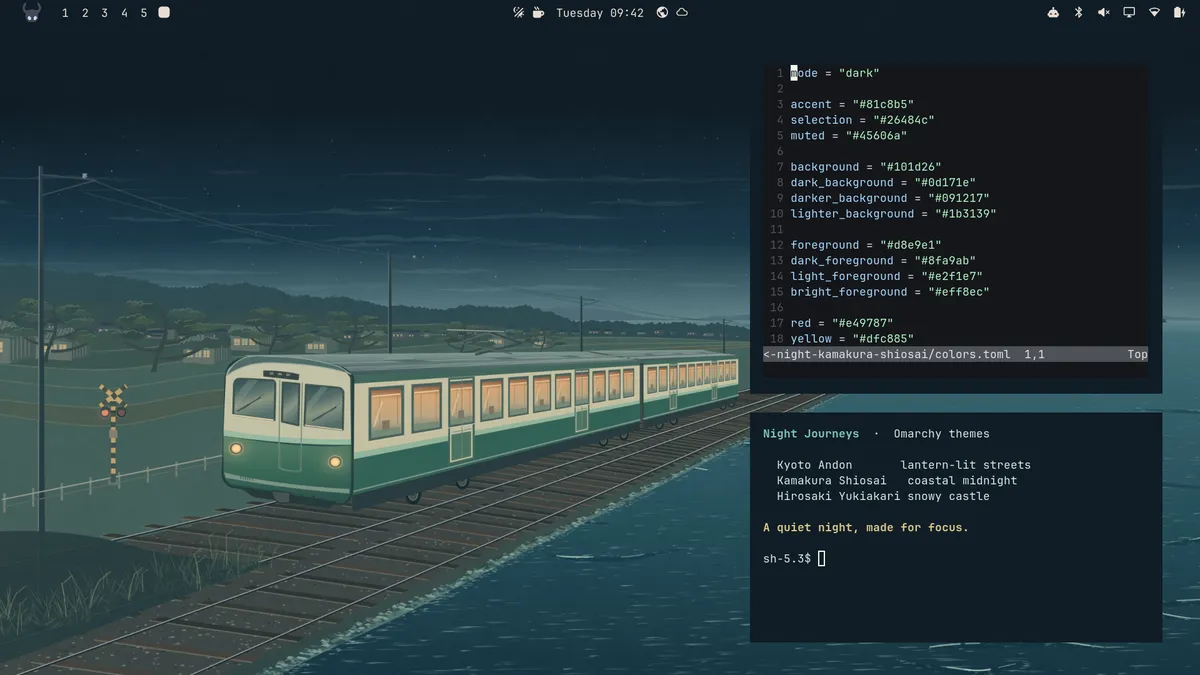 1 2 3 4 5
Tuesday 09:42
1 mode = "dark"
2
3 accent = "#81c8b5"
4 selection = "#26484c"
5 muted = "#45606a"
6
7 background = "#101d26"
8 dark_background = "#0d171e"
9 darker_background = "#091217"
10 lighter_background = "#1b3139"
11
12 foreground = "#d8e9e1"
13 dark_foreground = "#8fa9ab"
14 light_foreground = "#e2f1e7"
15 bright_foreground = "#eff8ec"
16
17 red = "#e49787"
18 yellow = "#dfc885"
<-night-kamakura-shiosai/colors.toml 1,1 Top
Night Journeys · Omarchy themes
Kyoto Andon lantern-lit streets
Kamakura Shiosai coastal midnight
Hirosaki Yukiakari snowy castle
A quiet night, made for focus.
sh-5.3$